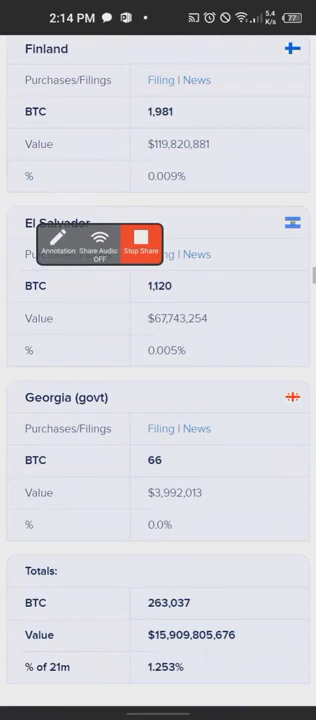 2:14 PM
5.4 K/s
77
Finland
Purchases/Filings Filing | News
BTC 1,981
Value $119,820,881
% 0.009%
El Salvador
Annotation Share Audio: OFF Stop Share
BTC 1,120
Value $67,743,254
% 0.005%
Georgia (govt)
Purchases/Filings Filing | News
BTC 66
Value $3,992,013
% 0.0%
Totals:
BTC 263,037
Value $15,909,805,676
% of 21m 1.253%